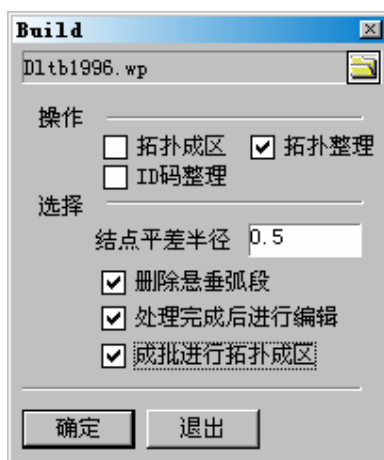 Build
Dltb1996.wp
操作
拓扑成区 拓扑整理
ID码整理
选择
结点平差半径 0.5
删除悬垂弧段
处理完成后进行编辑
成批进行拓扑成区
确定 退出